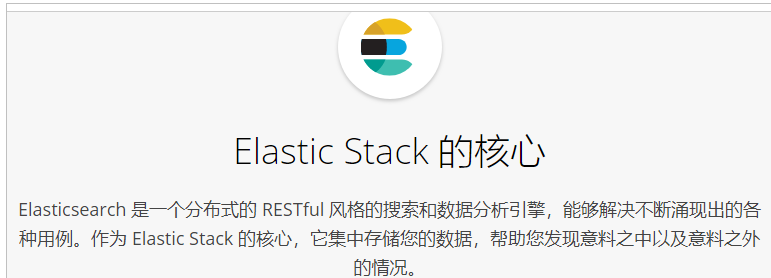 Elastic Stack 的核心
Elasticsearch 是一个分布式的 RESTful 风格的搜索和数据分析引擎，能够解决不断涌现出的各
种用例。作为 Elastic Stack 的核心，它集中存储您的数据，帮助您发现意料之中以及意料之外
的情况。